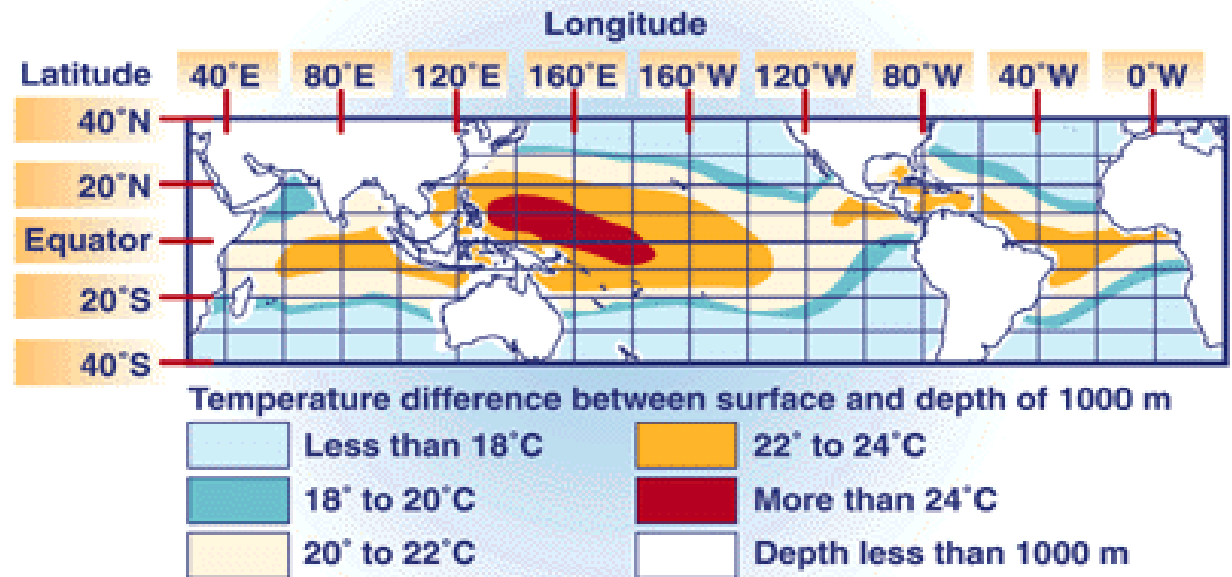 Longitude
Latitude 40˚E 80˚E 120˚E 160˚E 160˚W 120˚W 80˚W 40˚W 0˚W
40˚N
20˚N
Equator
20˚S
40˚S
Temperature difference between surface and depth of 1000 m
Less than 18˚C 22˚ to 24˚C
18˚ to 20˚C More than 24˚C
20˚ to 22˚C Depth less than 1000 m